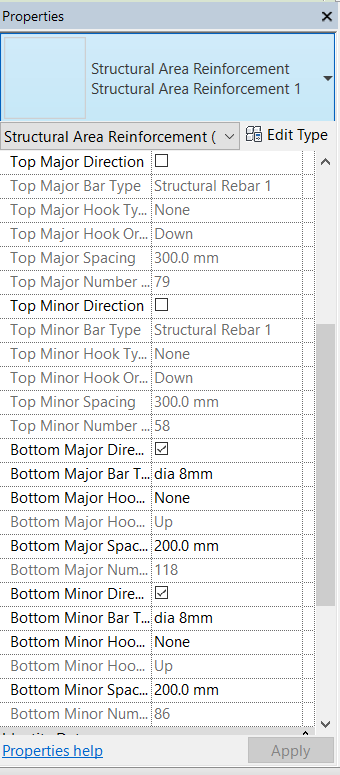 Properties
Structural Area Reinforcement
Structural Area Reinforcement 1
Structural Area Reinforcement ( Edit Type
Top Major Direction
Top Major Bar Type Structural Rebar 1
Top Major Hook Ty... None
Top Major Hook Or... Down
Top Major Spacing 300.0 mm
Top Major Number ... 79
Top Minor Direction
Top Minor Bar Type Structural Rebar 1
Top Minor Hook Ty... None
Top Minor Hook Or... Down
Top Minor Spacing 300.0 mm
Top Minor Number ... 58
Bottom Major Dire...
Bottom Major Bar T... dia 8mm
Bottom Major Hoo... None
Bottom Major Hoo... Up
Bottom Major Spac... 200.0 mm
Bottom Major Num... 118
Bottom Minor Dire...
Bottom Minor Bar T... dia 8mm
Bottom Minor Hoo... None
Bottom Minor Hoo... Up
Bottom Minor Spac... 200.0 mm
Bottom Minor Num... 86
Properties help Apply